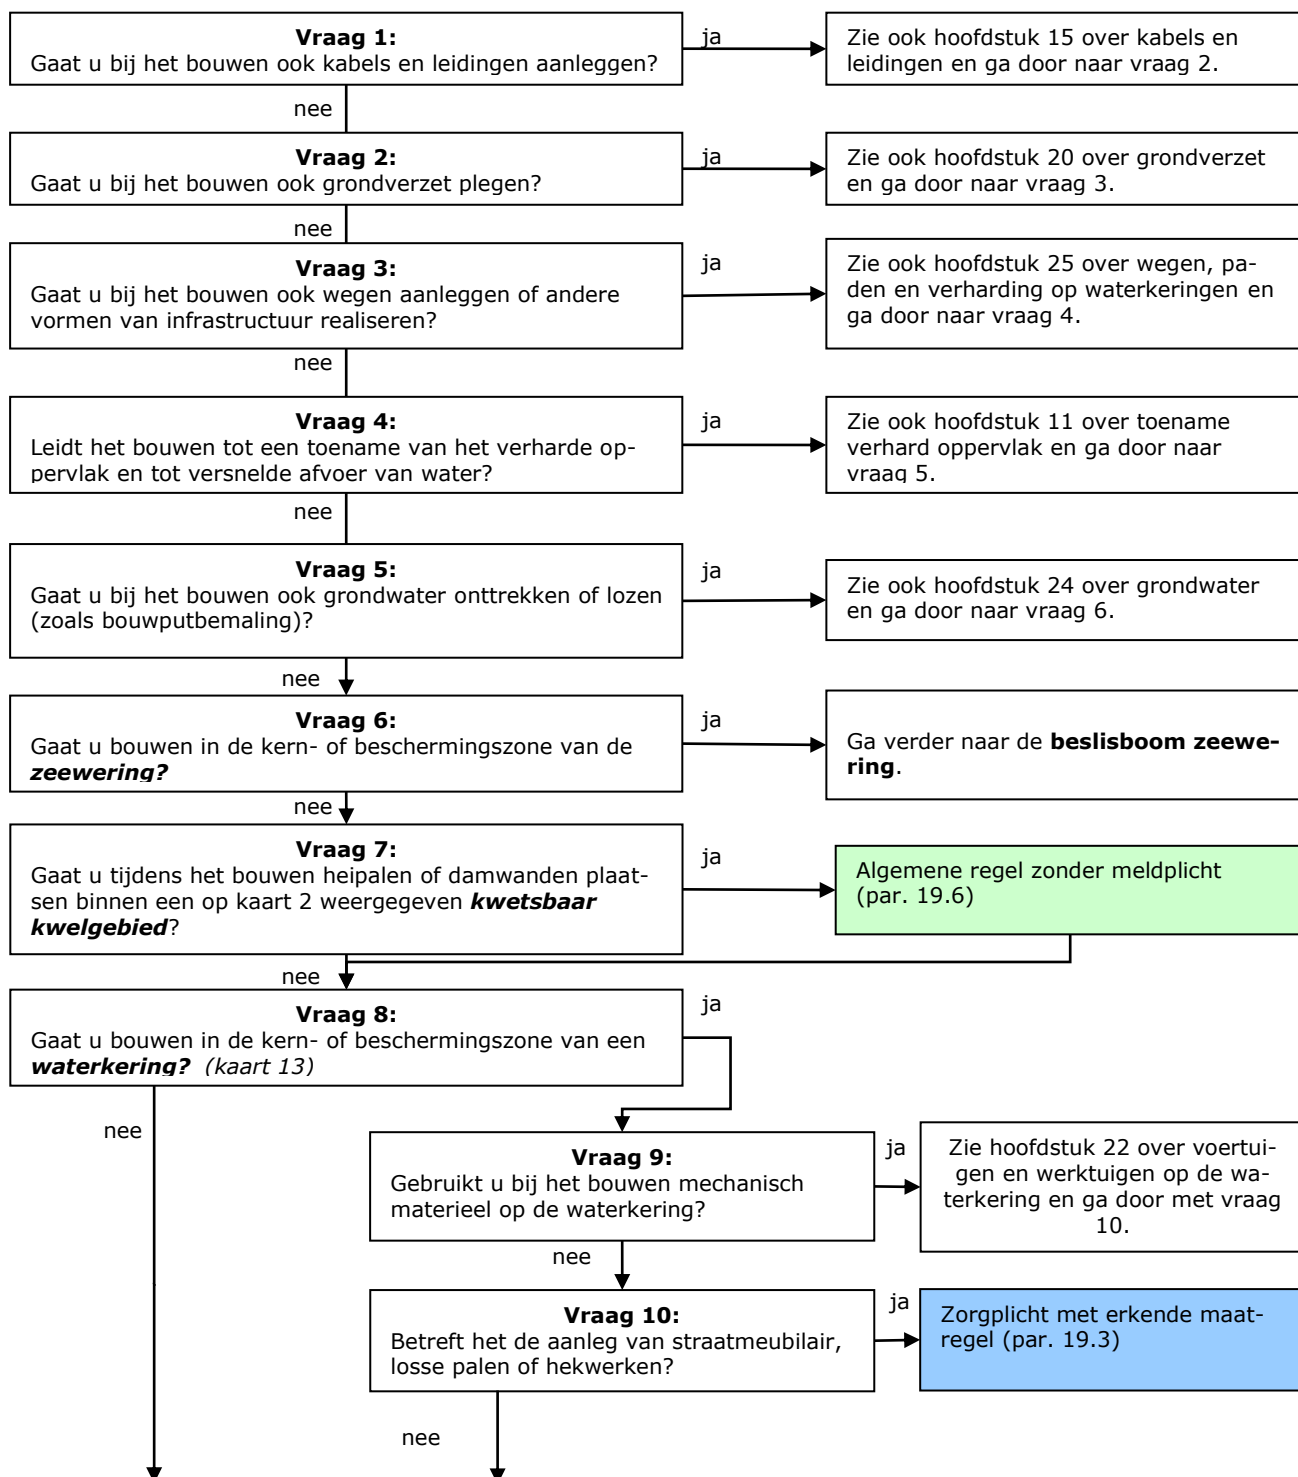 Vraag 1:
Gaat u bij het bouwen ook kabels en leidingen aanleggen?
ja
Zie ook hoofdstuk 15 over kabels en
leidingen en ga door naar vraag 2.
nee
Vraag 2:
Gaat u bij het bouwen ook grondverzet plegen?
ja
Zie ook hoofdstuk 20 over grondverzet
en ga door naar vraag 3.
nee
Vraag 3:
Gaat u bij het bouwen ook wegen aanleggen of andere
vormen van infrastructuur realiseren?
ja
Zie ook hoofdstuk 25 over wegen, pa-
den en verharding op waterkeringen en
ga door naar vraag 4.
nee
Vraag 4:
Leidt het bouwen tot een toename van het verharde op-
pervlak en tot versnelde afvoer van water?
ja
Zie ook hoofdstuk 11 over toename
verhard oppervlak en ga door naar
vraag 5.
nee
Vraag 5:
Gaat u bij het bouwen ook grondwater onttrekken of lozen
(zoals bouwputbemaling)?
ja
Zie ook hoofdstuk 24 over grondwater
en ga door naar vraag 6.
nee
Vraag 6:
Gaat u bouwen in de kern- of beschermingszone van de
zeewering?
ja
Ga verder naar de beslisboom zeewe-
ring.
nee
Vraag 7:
Gaat u tijdens het bouwen heipalen of damwanden plaat-
sen binnen een op kaart 2 weergegeven kwetsbaar
kwelgebied?
ja
Algemene regel zonder meldplicht
(par. 19.6)
nee
Vraag 8:
Gaat u bouwen in de kern- of beschermingszone van een
waterkering? (kaart 13)
ja
nee
Vraag 9:
Gebruikt u bij het bouwen mechanisch
materieel op de waterkering?
ja
Zie hoofdstuk 22 over voertui-
gen en werktuigen op de wa-
terkering en ga door met vraag
10.
nee
Vraag 10:
Betreft het de aanleg van straatmeubilair,
losse palen of hekwerken?
ja
Zorgplicht met erkende maat-
regel (par. 19.3)
nee